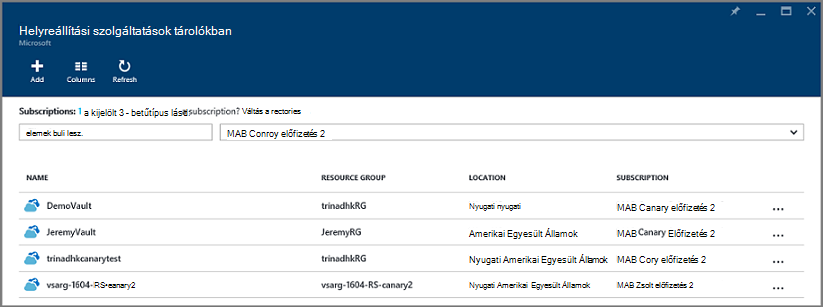 Helyreállítási szolgáltatások tárolókban
Microsoft
Add Columns Refresh
Subscriptions: 1 a kijelölt 3 - betűtípus lásd subscription? Váltás a rectories
elemek buli lesz. MAB Conroy előfizetés 2
NAME RESOURCE GROUP LOCATION SUBSCRIPTION
DemoVault trinadhkRG Nyugati nyugati MAB Canary előfizetés 2 ...
JeremyVault JeremyRG Amerikai Egyesült Államok MAB Canary Előfizetés 2 ...
trinadhkcanarytest trinadhkRG Nyugati Amerikai Egyesült Államok MAB Cory előfizetés 2 ...
vsarg-1604-RS-canary2 vsarg-1604-RS-canary2 Nyugati Amerikai Egyesült Államok MAB Zsolt előfizetés 2 ...